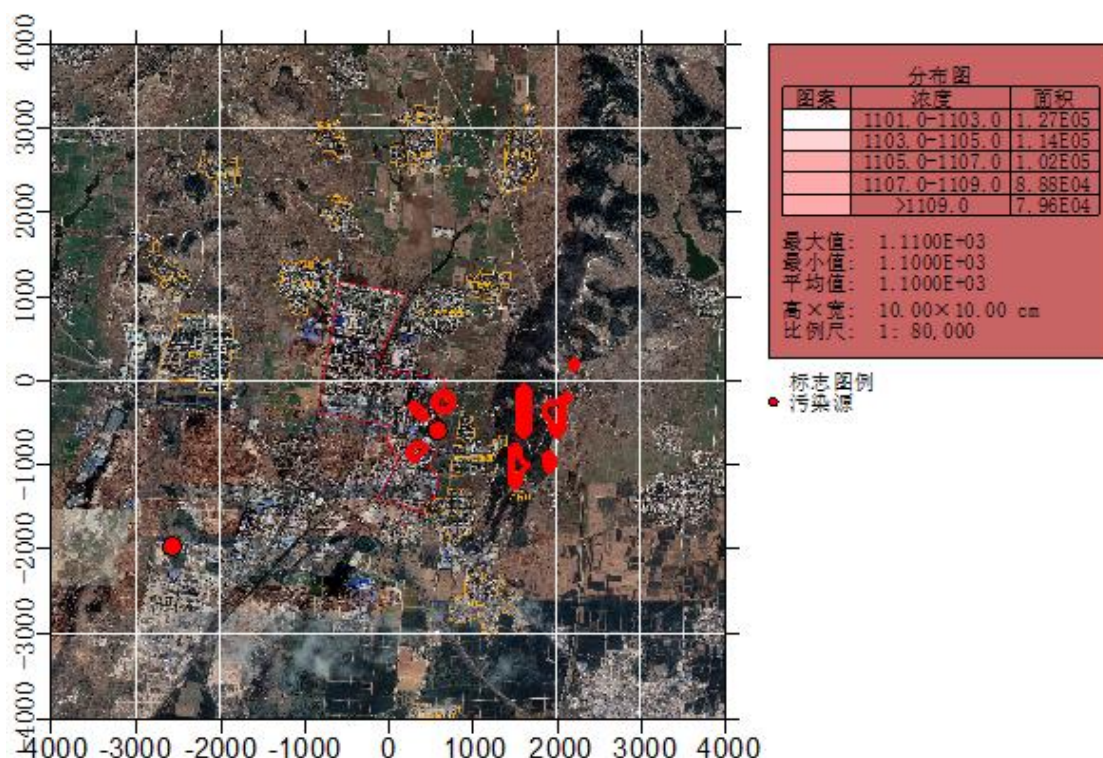 分布图
图案 浓度 面积
1101.0-1103.0 1.27E05
1103.0-1105.0 1.14E05
1105.0-1107.0 1.02E05
1107.0-1109.0 8.88E04
>1109.0 7.96E04
最大值: 1.1100E+03
最小值: 1.1000E+03
平均值: 1.1000E+03
高×宽: 10.00×10.00 cm
比例尺: 1: 80,000
标志图例
污染源
4000
3000
2000
1000
0
-1000
-2000
-3000
-4000
-4000 -3000 -2000 -1000 0 1000 2000 3000 4000